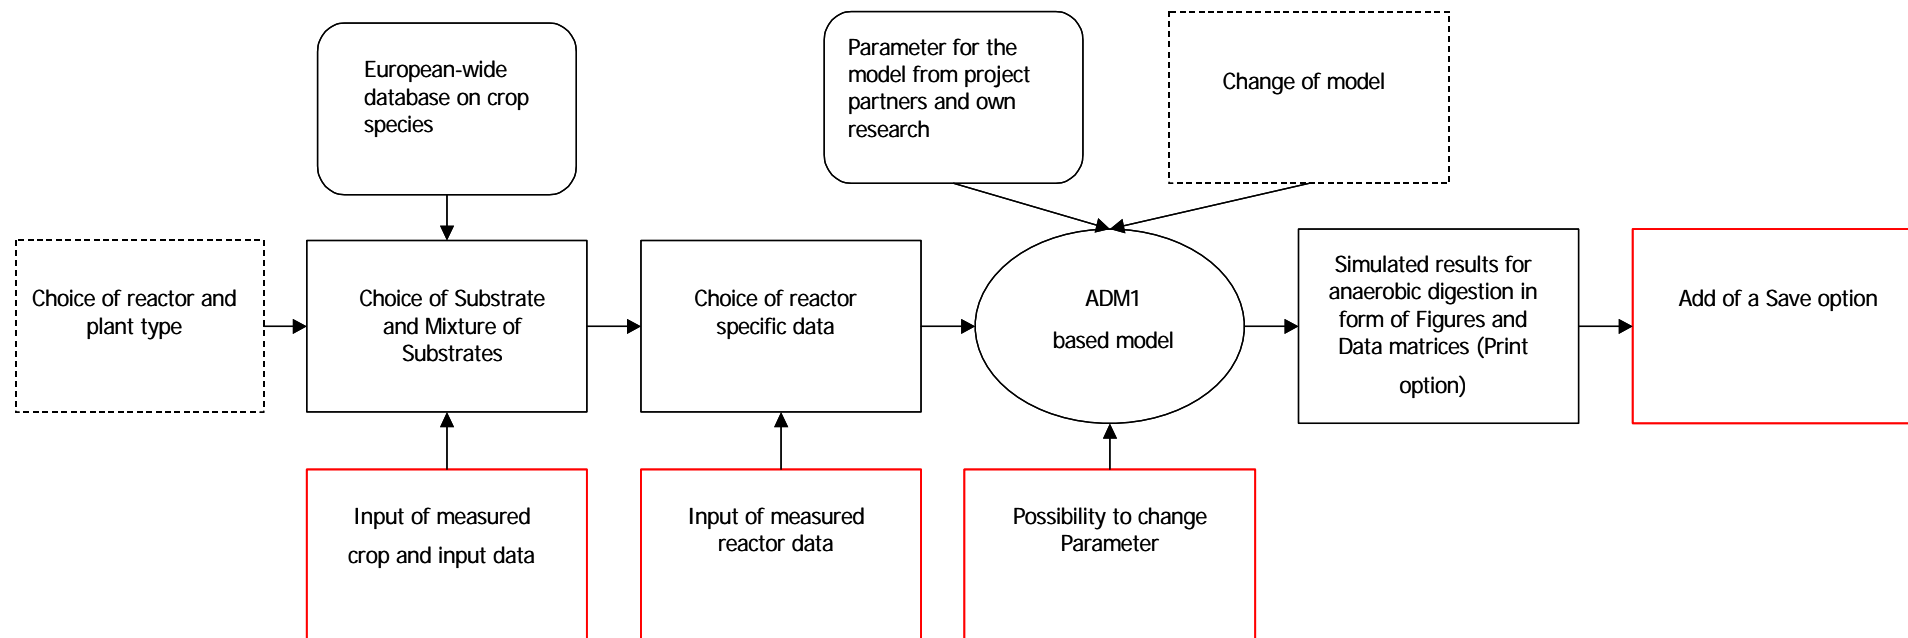 European-wide
database on crop
species
Parameter for the
model from project
partners and own
research
Change of model
Choice of reactor and
plant type
Choice of Substrate
and Mixture of
Substrates
Choice of reactor
specific data
ADM1
based model
Simulated results for
anaerobic digestion in
form of Figures and
Data matrices (Print
option)
Add of a Save option
Input of measured
crop and input data
Input of measured
reactor data
Possibility to change
Parameter